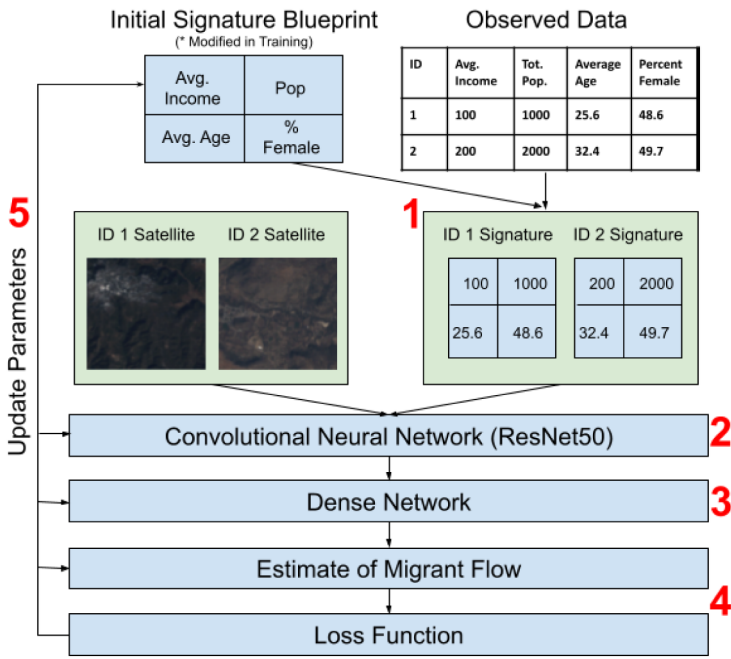 Initial Signature Blueprint
(* Modified in Training)
Avg.
Income
Pop
Avg. Age
%
Female
Observed Data
ID
Avg.
Income
Tot.
Pop.
Average
Age
Percent
Female
1
100
1000
25.6
48.6
2
200
2000
32.4
49.7
5
Update Parameters
ID 1 Satellite
ID 2 Satellite
1
ID 1 Signature
ID 2 Signature
100
1000
25.6
48.6
200
2000
32.4
49.7
Convolutional Neural Network (ResNet50)
2
Dense Network
3
Estimate of Migrant Flow
4
Loss Function